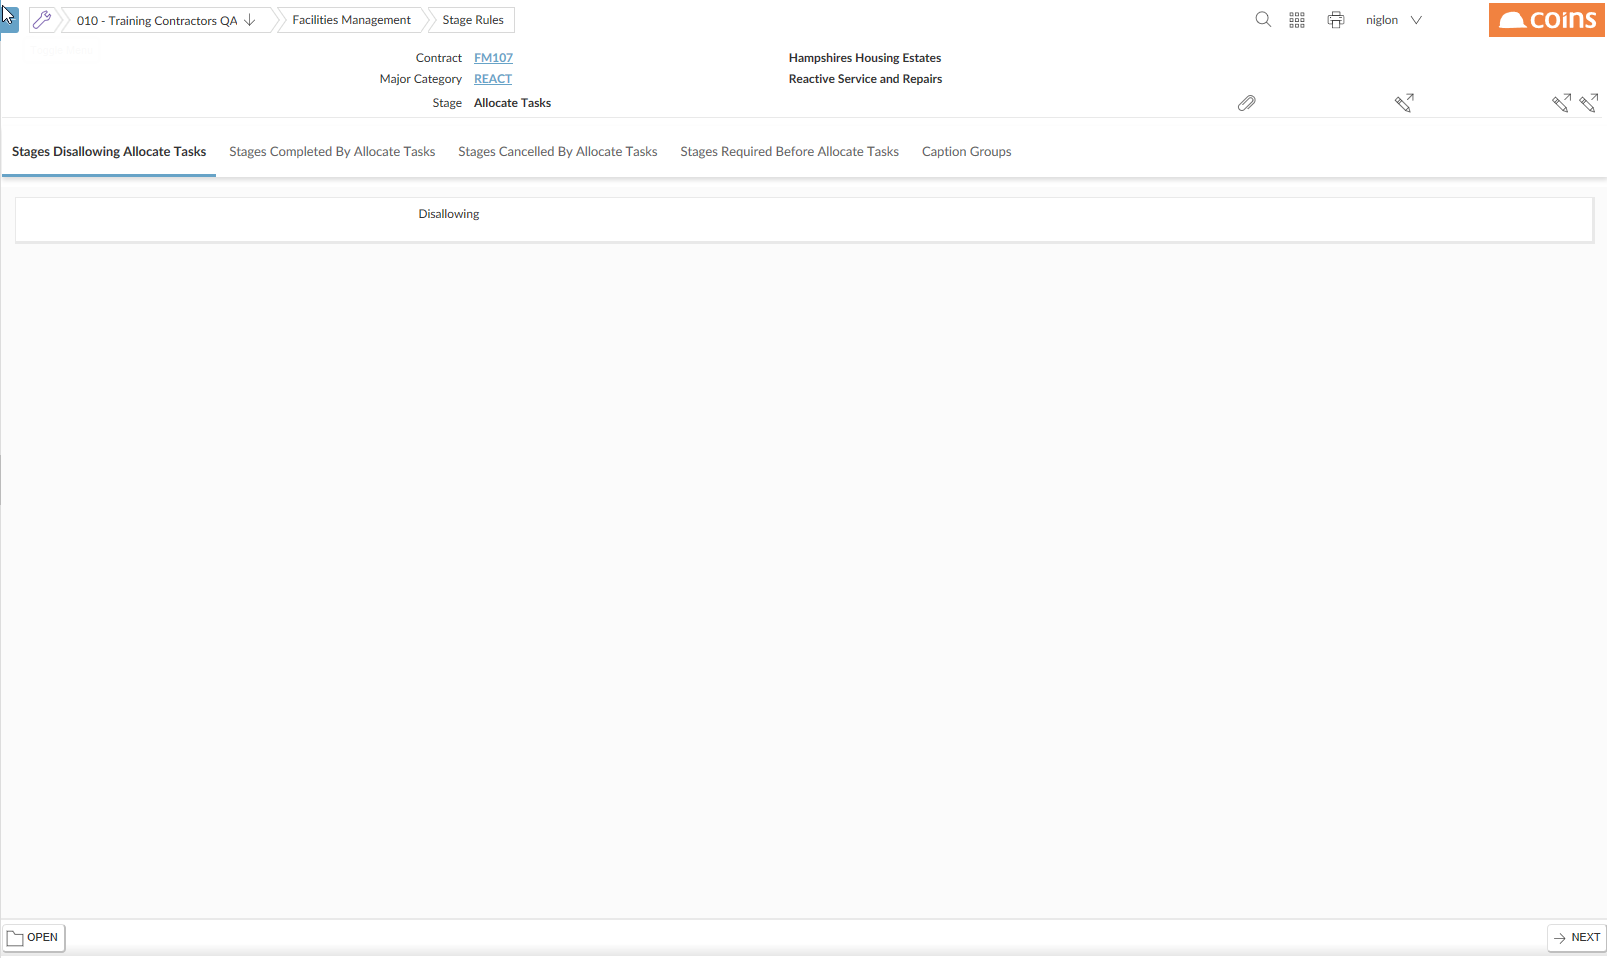 010 - Training Contractors QA Facilities Management Stage Rules niglon coins
Contract FM107 Hampshires Housing Estates
Major Category REACT Reactive Service and Repairs
Stage Allocate Tasks
Stages Disallowing Allocate Tasks Stages Completed By Allocate Tasks Stages Cancelled By Allocate Tasks Stages Required Before Allocate Tasks Caption Groups
Disallowing
OPEN NEXT